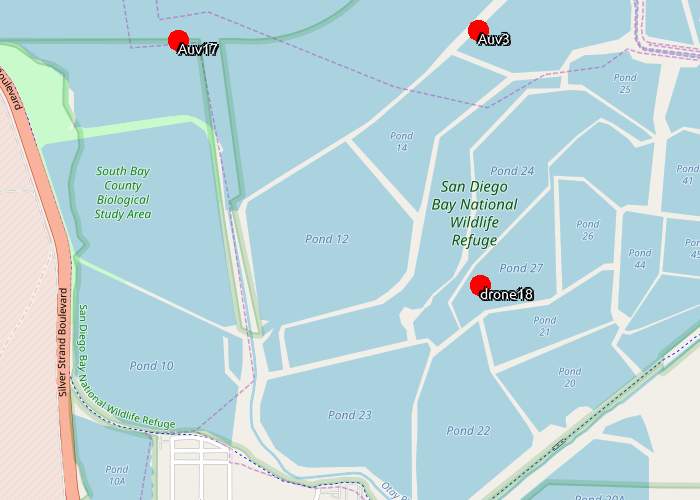 Auv17
Auv3
Boulevard
Pond
25
Pond
14
Pond 24
South Bay
County
Biological
Study Area
San Diego
Bay National
Wildlife
Refuge
Pond
41
Pond 12
Pond
26
Pond
44
Pond 27
drone18
Pond
21
Silver Strand Boulevard
San Diego Bay National Wildlife Refuge
Pond 10
Pond
20
Pond 23
Pond 22
Pond
10A
Pond 20A